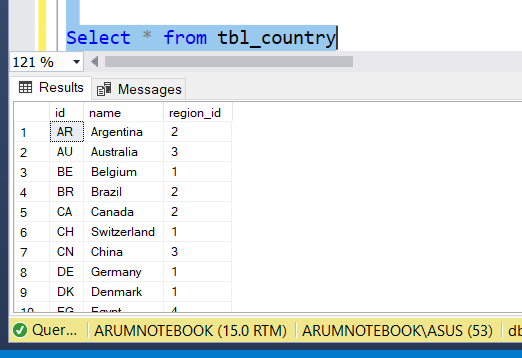 Select * from tbl_country
121 %
Results Messages
id name region_id
1 AR Argentina 2
2 AU Australia 3
3 BE Belgium 1
4 BR Brazil 2
5 CA Canada 2
6 CH Switzerland 1
7 CN China 3
8 DE Germany 1
9 DK Denmark 1
10 EG Egypt 4
Quer... ARUMNOTEBOOK (15.0 RTM) ARUMNOTEBOOK\ASUS (53) db